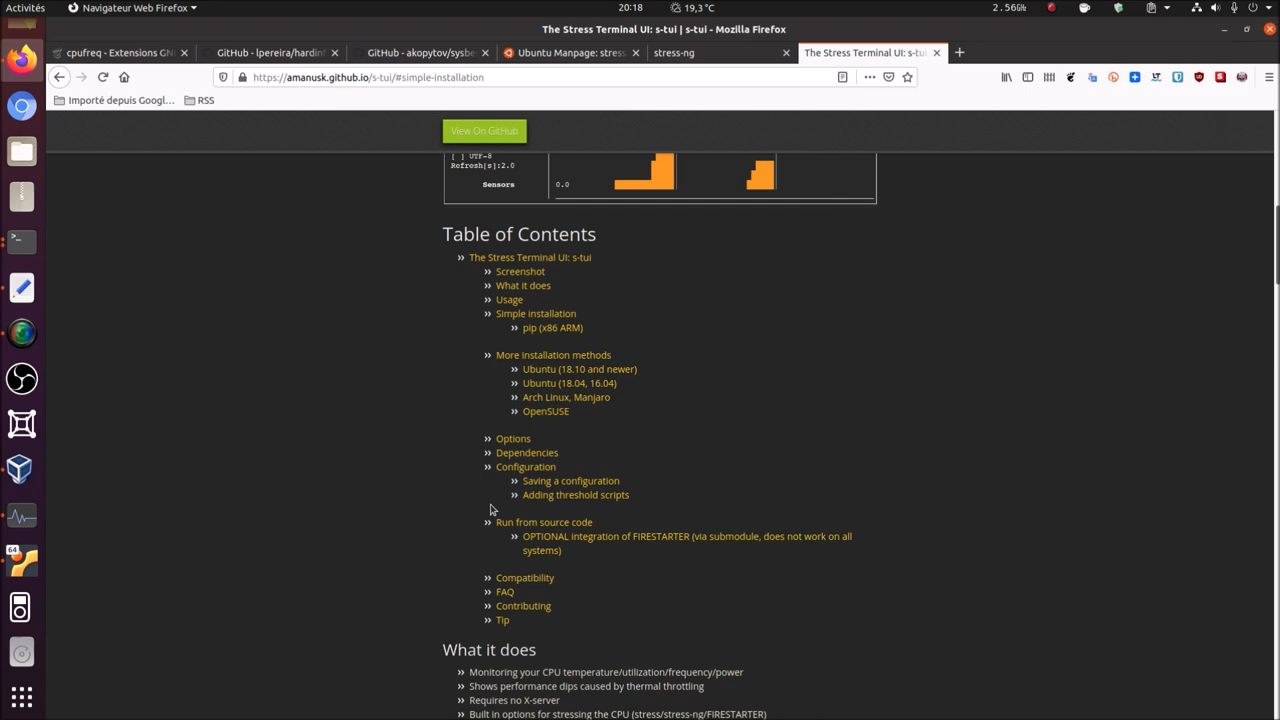 Activités
Navigateur Web Firefox
20:18
19,3 °C
2.56GHz
The Stress Terminal UI: s-tui | s-tui - Mozilla Firefox
cpufreq - Extensions GN
GitHub - lpereira/hardin
GitHub - akopytov/sysbe
Ubuntu Manpage: stress
stress-ng
The Stress Terminal UI: s-tui
https://amanusk.github.io/s-tui/#simple-installation
Importé depuis Googl…
RSS
View On GitHub
[ ] UTF-8
Refresh[s]:2.0
Sensors
0.0
Table of Contents
The Stress Terminal UI: s-tui
Screenshot
What it does
Usage
Simple installation
pip (x86 ARM)
More installation methods
Ubuntu (18.10 and newer)
Ubuntu (18.04, 16.04)
Arch Linux, Manjaro
OpenSUSE
Options
Dependencies
Configuration
Saving a configuration
Adding threshold scripts
Run from source code
OPTIONAL integration of FIRESTARTER (via submodule, does not work on all
systems)
Compatibility
FAQ
Contributing
Tip
What it does
Monitoring your CPU temperature/utilization/frequency/power
Shows performance dips caused by thermal throttling
Requires no X-server
Built in options for stressing the CPU (stress/stress-ng/FIRESTARTER)
64